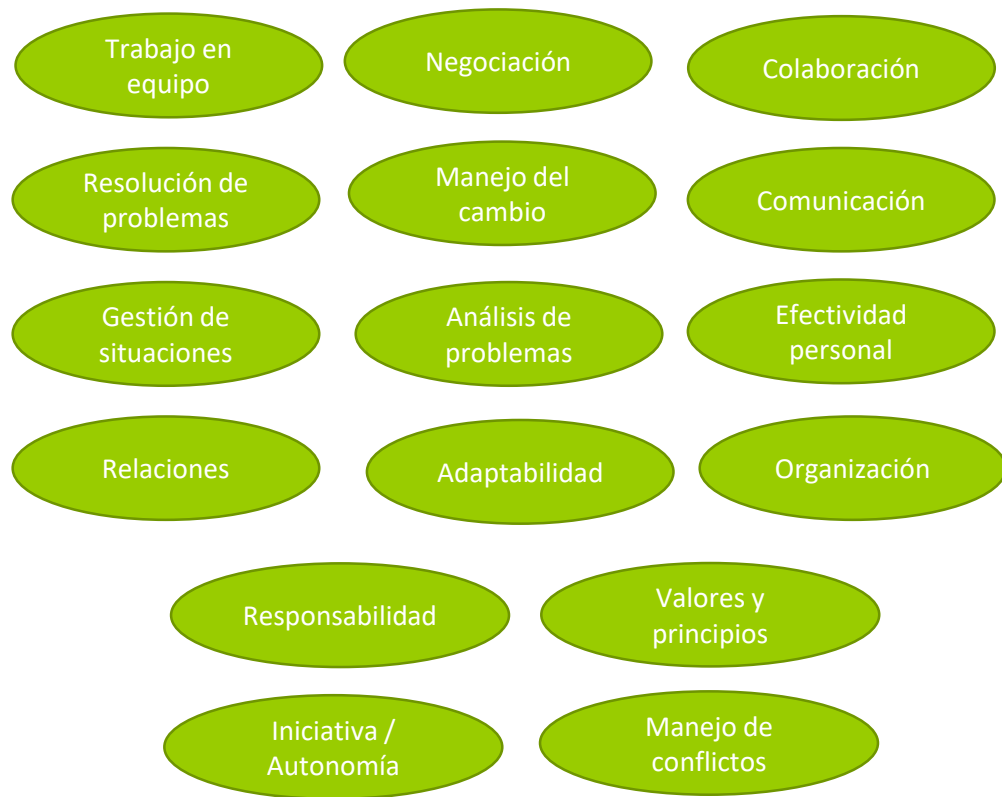 Trabajo en
equipo
Negociación
Colaboración
Resolución de
problemas
Manejo del
cambio
Comunicación
Gestión de
situaciones
Análisis de
problemas
Efectividad
personal
Relaciones
Adaptabilidad
Organización
Responsabilidad
Valores y
principios
Iniciativa /
Autonomía
Manejo de
conflictos